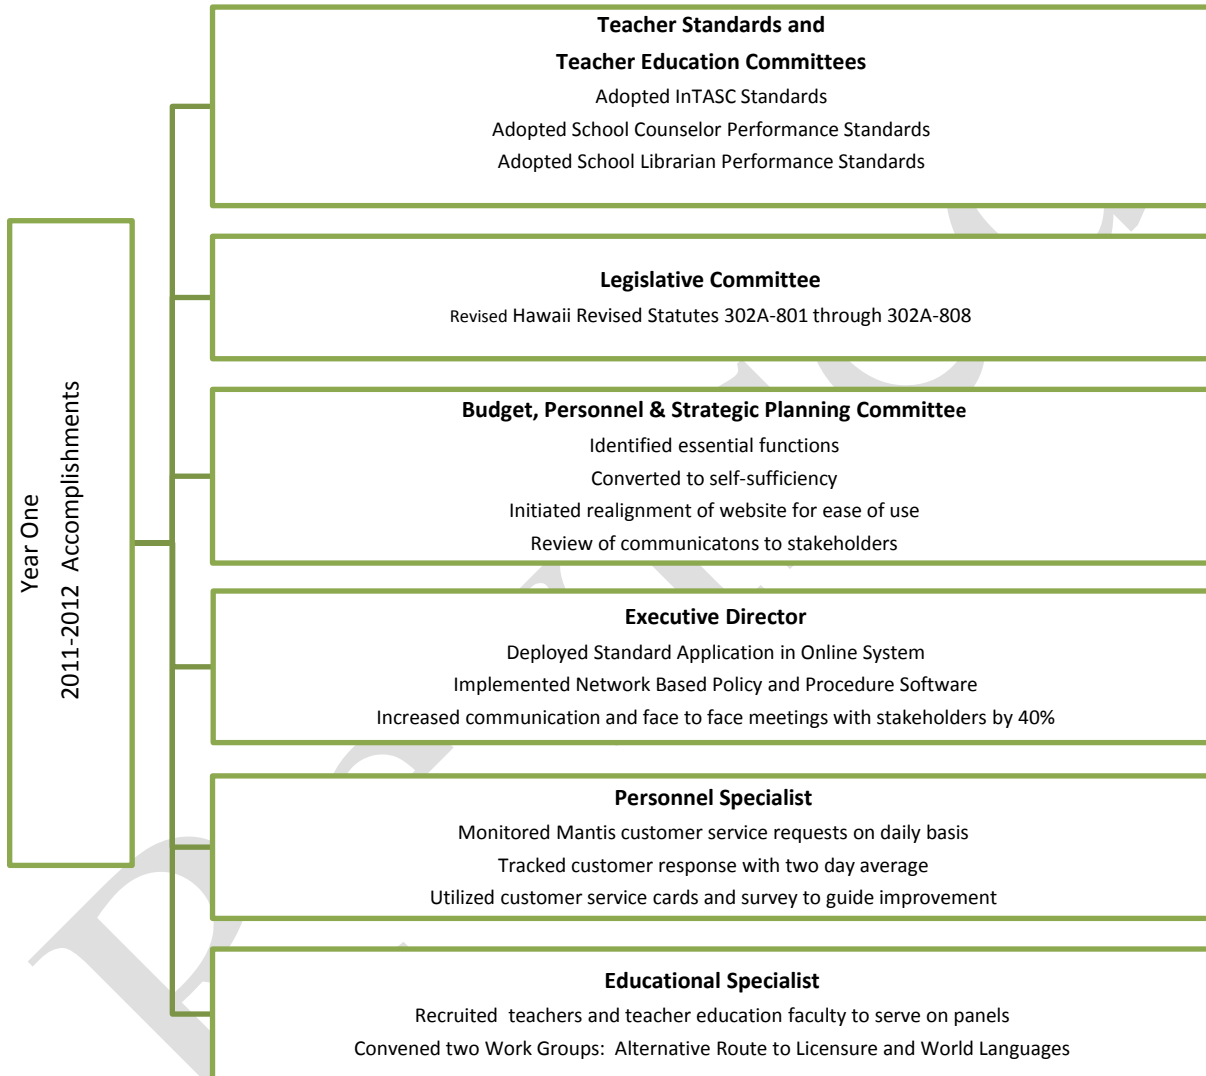 Year One
2011-2012 Accomplishments
Teacher Standards and
Teacher Education Committees
Adopted InTASC Standards
Adopted School Counselor Performance Standards
Adopted School Librarian Performance Standards
Legislative Committee
Revised Hawaii Revised Statutes 302A-801 through 302A-808
Budget, Personnel & Strategic Planning Committee
Identified essential functions
Converted to self-sufficiency
Initiated realignment of website for ease of use
Review of communicatons to stakeholders
Executive Director
Deployed Standard Application in Online System
Implemented Network Based Policy and Procedure Software
Increased communication and face to face meetings with stakeholders by 40%
Personnel Specialist
Monitored Mantis customer service requests on daily basis
Tracked customer response with two day average
Utilized customer service cards and survey to guide improvement
Educational Specialist
Recruited teachers and teacher education faculty to serve on panels
Convened two Work Groups: Alternative Route to Licensure and World Languages